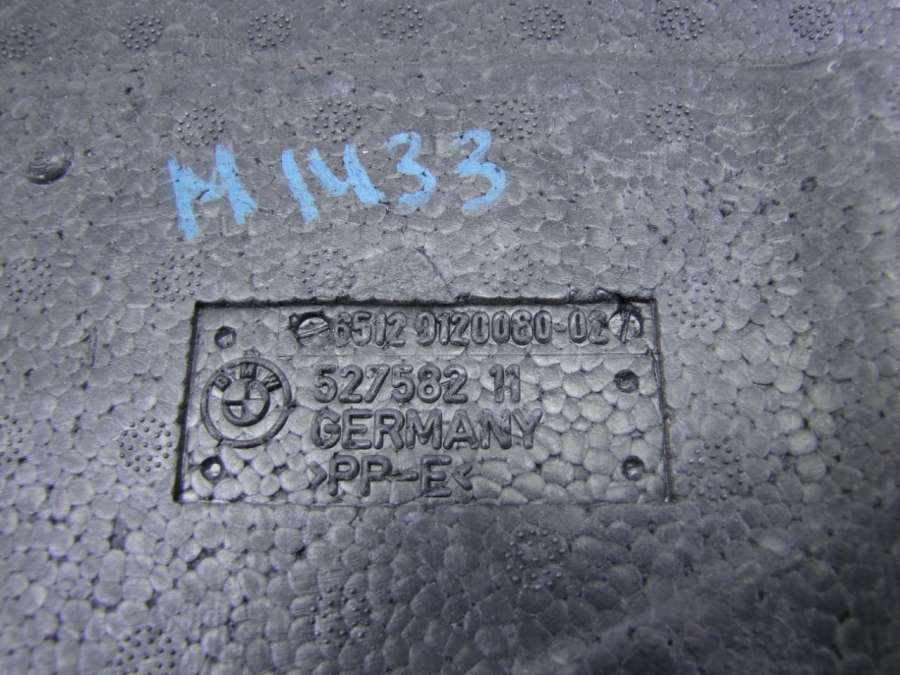 M 1433
6512 9120080-02
BMW
527582 11
GERMANY
>PP-E<